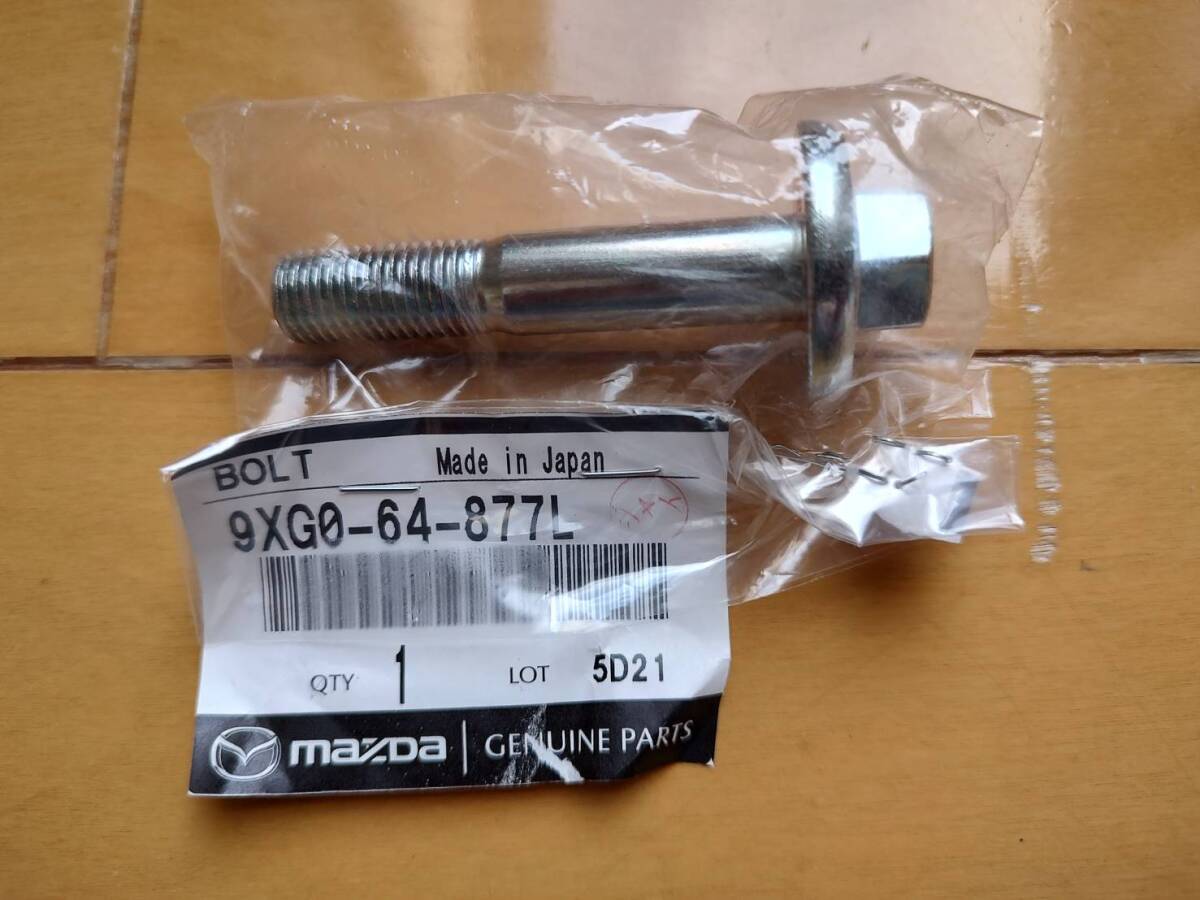 BOLT Made in Japan
9XG0-64-877L
QTY 1 LOT 5D21
mazda GENUINE PARTS